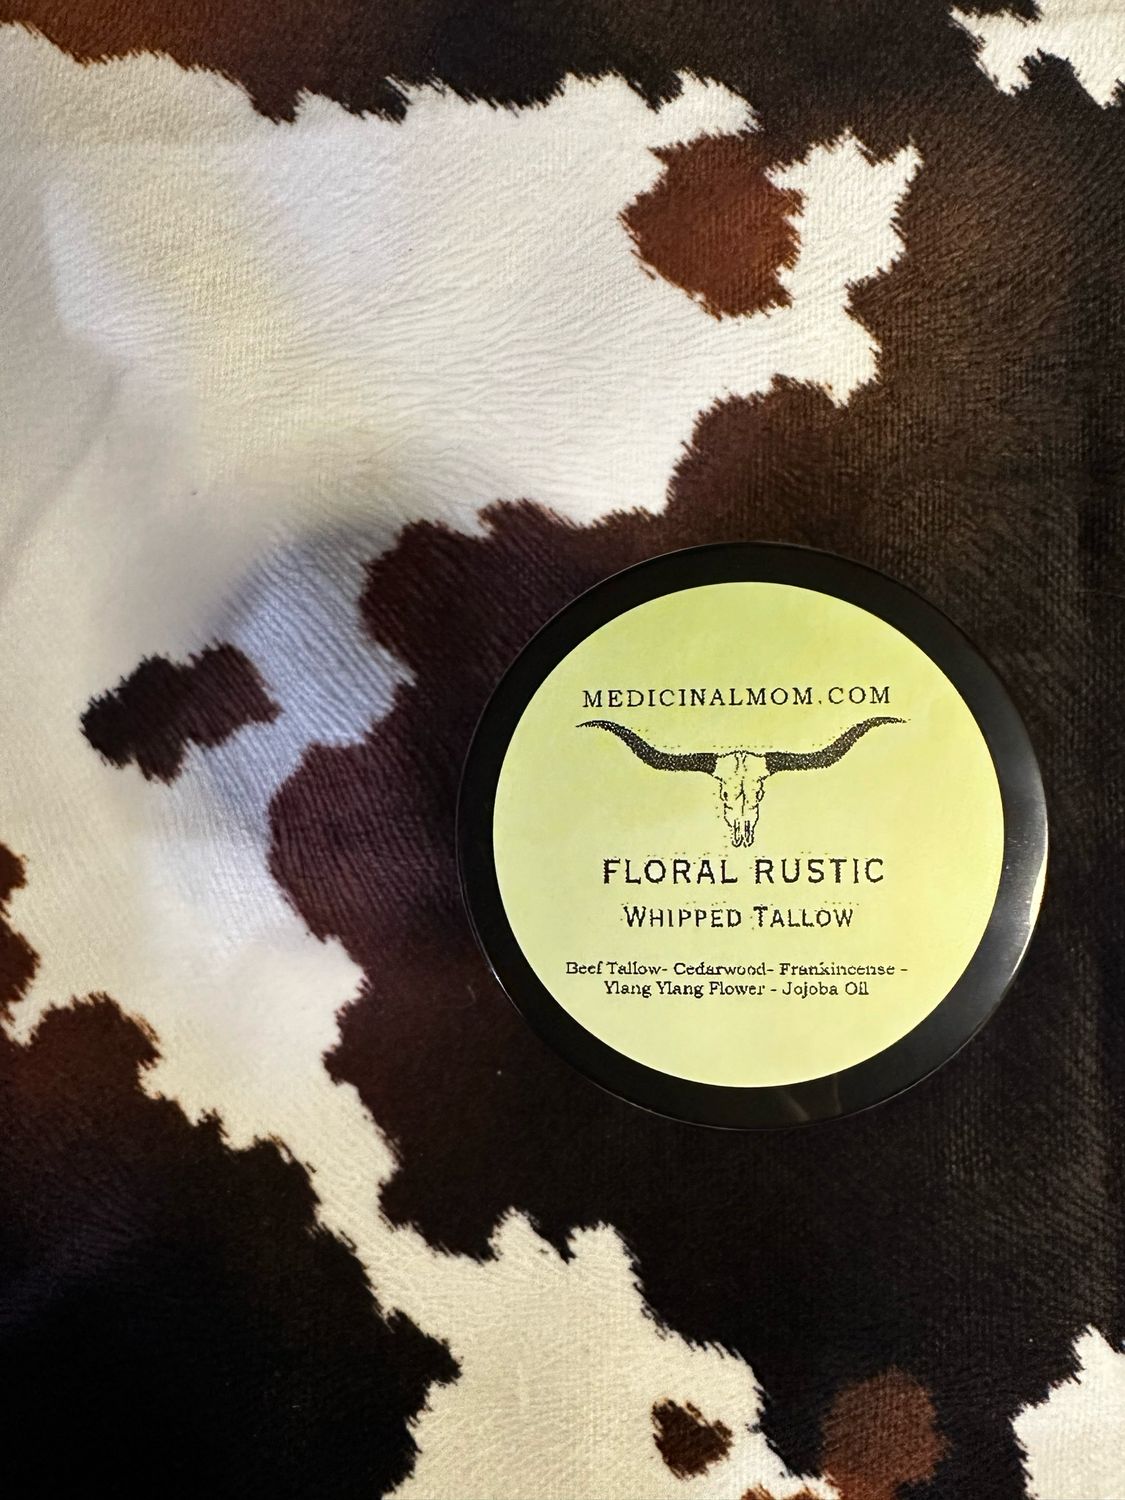 MEDICINALMOM.COM
FLORAL RUSTIC
WHIPPED TALLOW
Beef Tallow- Cedarwood- Frankincense -
Ylang Ylang Flower - Jojoba Oil